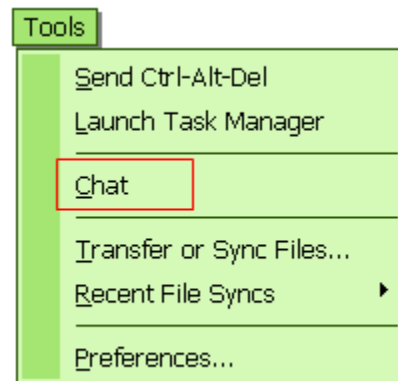 Tools
Send Ctrl-Alt-Del
Launch Task Manager
Chat
Transfer or Sync Files...
Recent File Syncs
Preferences...